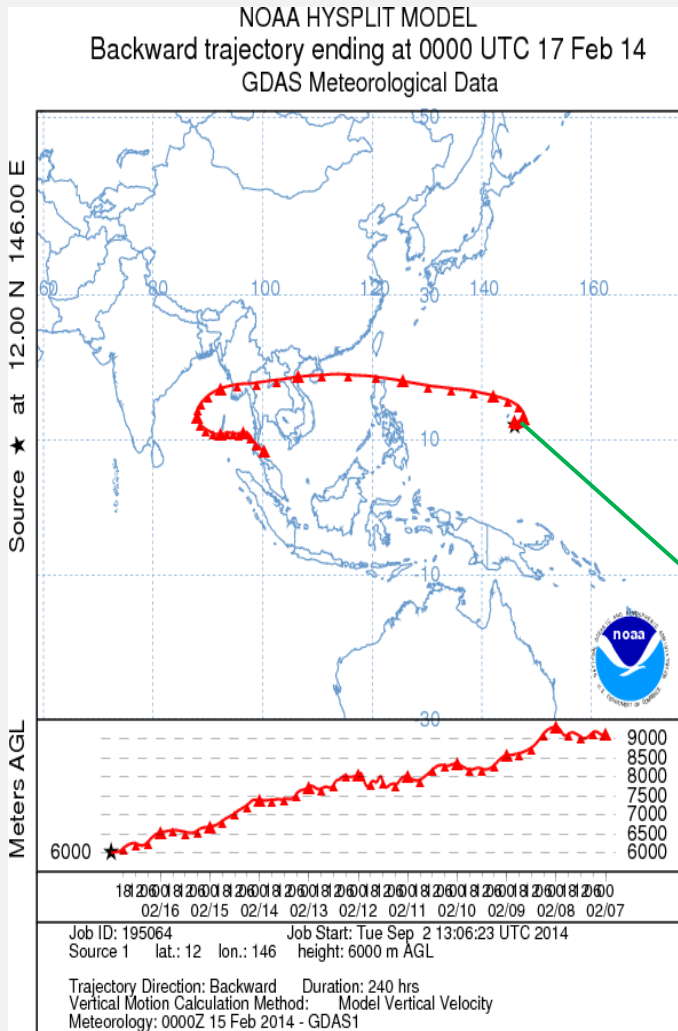 NOAA HYSPLIT MODEL
Backward trajectory ending at 0000 UTC 17 Feb 14
GDAS Meteorological Data
Source ★ at 12.00 N 146.00 E
50
60 80 100 120 140 160
30
10
-10
-30
noaa
Meters AGL
9000
8500
8000
7500
7000
6500
6000 6000
02/16 02/15 02/14 02/13 02/12 02/11 02/10 02/09 02/08 02/07
Job ID: 195064 Job Start: Tue Sep 2 13:06:23 UTC 2014
Source 1 lat.: 12 lon.: 146 height: 6000 m AGL
Trajectory Direction: Backward Duration: 240 hrs
Vertical Motion Calculation Method: Model Vertical Velocity
Meteorology: 0000Z 15 Feb 2014 - GDAS1